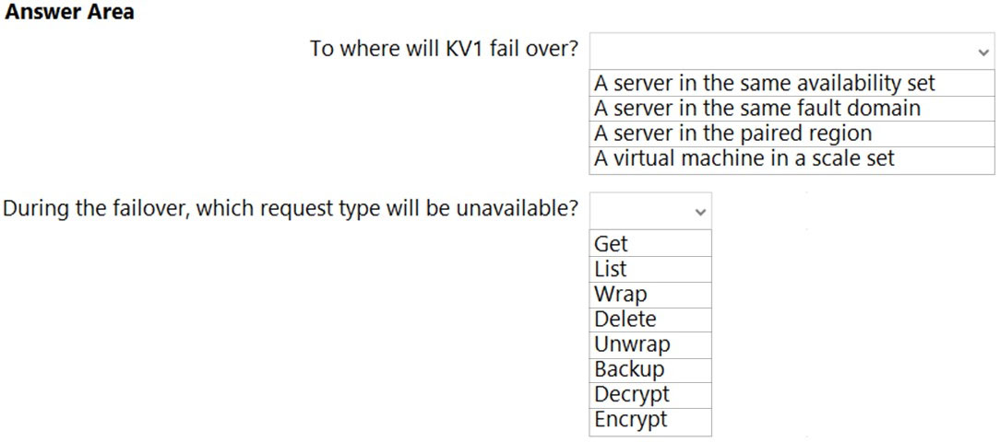 Answer Area
To where will KV1 fail over?
A server in the same availability set
A server in the same fault domain
A server in the paired region
A virtual machine in a scale set
During the failover, which request type will be unavailable?
Get
List
Wrap
Delete
Unwrap
Backup
Decrypt
Encrypt